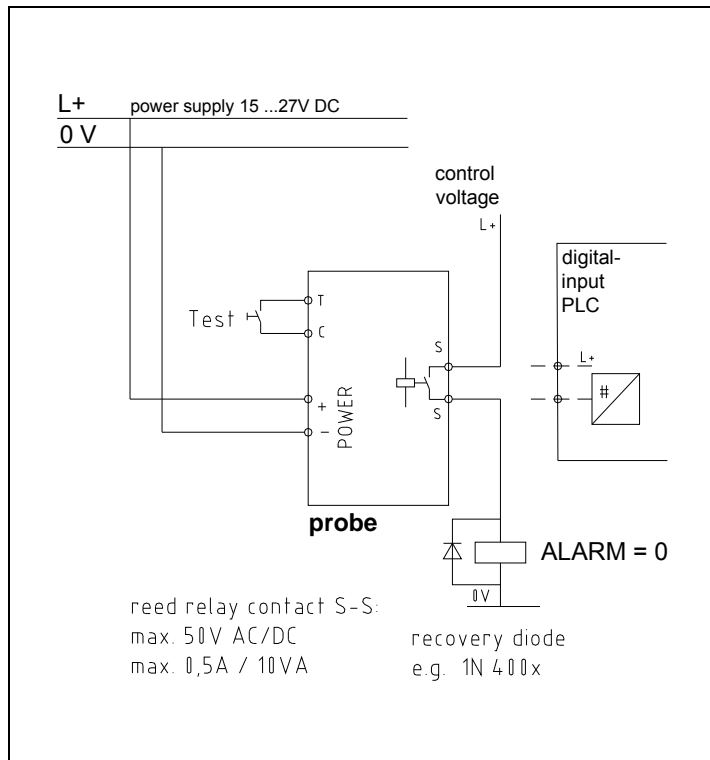 L+ power supply 15 ...27V DC
0 V
control
voltage
L+
digital-
input
PLC
Test
T
C
S
L+
#
S
+
-
POWER
probe
ALARM = 0
0V
reed relay contact S-S:
max. 50V AC/DC
max. 0,5A / 10VA
recovery diode
e.g. 1N 400x